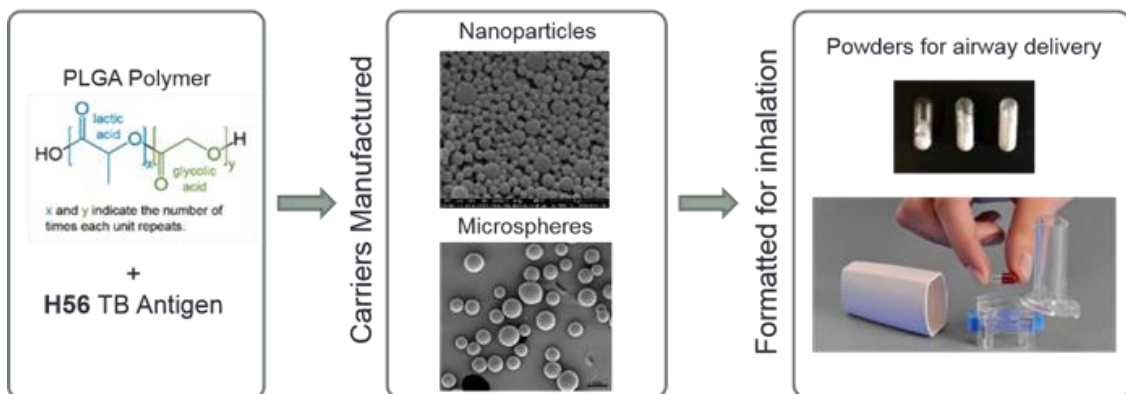 PLGA Polymer
O
lactic
acid
HO
O
x
O
glycolic
acid
O
H
y
x and y indicate the number of
times each unit repeats.
+
H56 TB Antigen
Carriers Manufactured
Nanoparticles
Microspheres
Formatted for inhalation
Powders for airway delivery